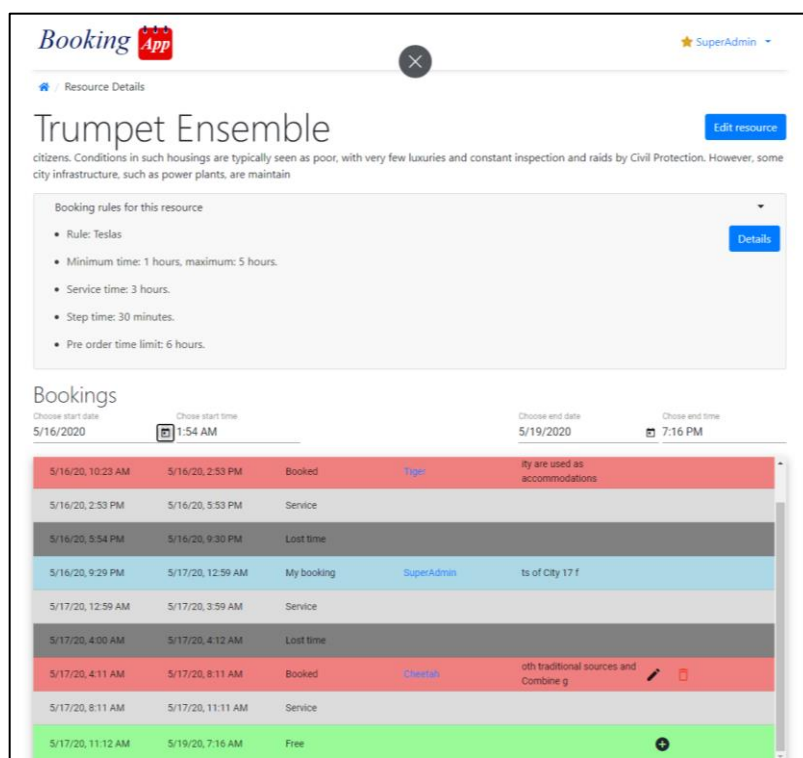 Booking App
SuperAdmin
/ Resource Details
Trumpet Ensemble
Edit resource
citizens. Conditions in such housings are typically seen as poor, with very few luxuries and constant inspection and raids by Civil Protection. However, some
city infrastructure, such as power plants, are maintain
Booking rules for this resource
Rule: Teslas
Details
Minimum time: 1 hours, maximum: 5 hours.
Service time: 3 hours.
Step time: 30 minutes.
Pre order time limit: 6 hours.
Bookings
Choose start date Chose start time Choose end date Chose end time
5/16/2020 1:54 AM 5/19/2020 7:16 PM
5/16/20, 10:23 AM 5/16/20, 2:53 PM Booked Tiger ity are used as
accommodations
5/16/20, 2:53 PM 5/16/20, 5:53 PM Service
5/16/20, 5:54 PM 5/16/20, 9:30 PM Lost time
5/16/20, 9:29 PM 5/17/20, 12:59 AM My booking SuperAdmin ts of City 17 f
5/17/20, 12:59 AM 5/17/20, 3:59 AM Service
5/17/20, 4:00 AM 5/17/20, 4:12 AM Lost time
5/17/20, 4:11 AM 5/17/20, 8:11 AM Booked Cheetah oth traditional sources and
Combine g
5/17/20, 8:11 AM 5/17/20, 11:11 AM Service
5/17/20, 11:12 AM 5/19/20, 7:16 AM Free